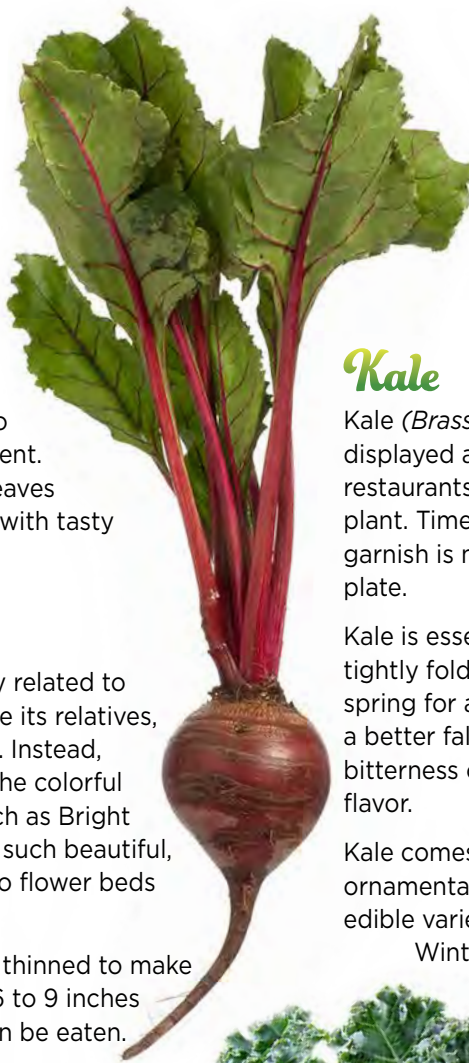 o
ent.
eaves
with tasty
y related to
e its relatives,
. Instead,
he colorful
ch as Bright
such beautiful,
o flower beds
thinned to make
6 to 9 inches
n be eaten.
Kale
Kale (Brass
displayed a
restaurants
plant. Time
garnish is n
plate.
Kale is esse
tightly fold
spring for a
a better fal
bitterness o
flavor.
Kale comes
ornamenta
edible varie
Wint